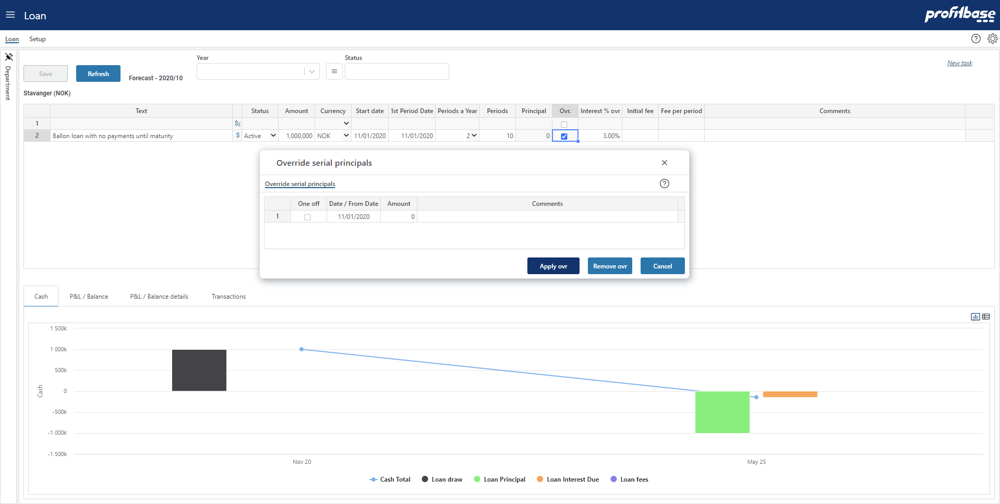 Loan
profitbase
Loan Setup
Department
Year Status
New task
Save Refresh Forecast - 2020/10
Stavanger (NOK)
Text Status Amount Currency Start date 1st Period Date Periods a Year Periods Principal Ovr. Interest % ovr Initial fee Fee per period Comments
1 $Σ
2 Ballon loan with no payments until maturity $ Active 1,000,000 NOK 11/01/2020 11/01/2020 2 10 0 3.00%
Override serial principals
Override serial principals
One off Date / From Date Amount Comments
1 11/01/2020 0
Apply ovr Remove ovr Cancel
Cash P&L / Balance P&L / Balance details Transactions
1 500k
1 000k
500k
0
-500k
-1 000k
-1 500k
Cash
Nov 20 May 25
Cash Total Loan draw Loan Principal Loan Interest Due Loan fees